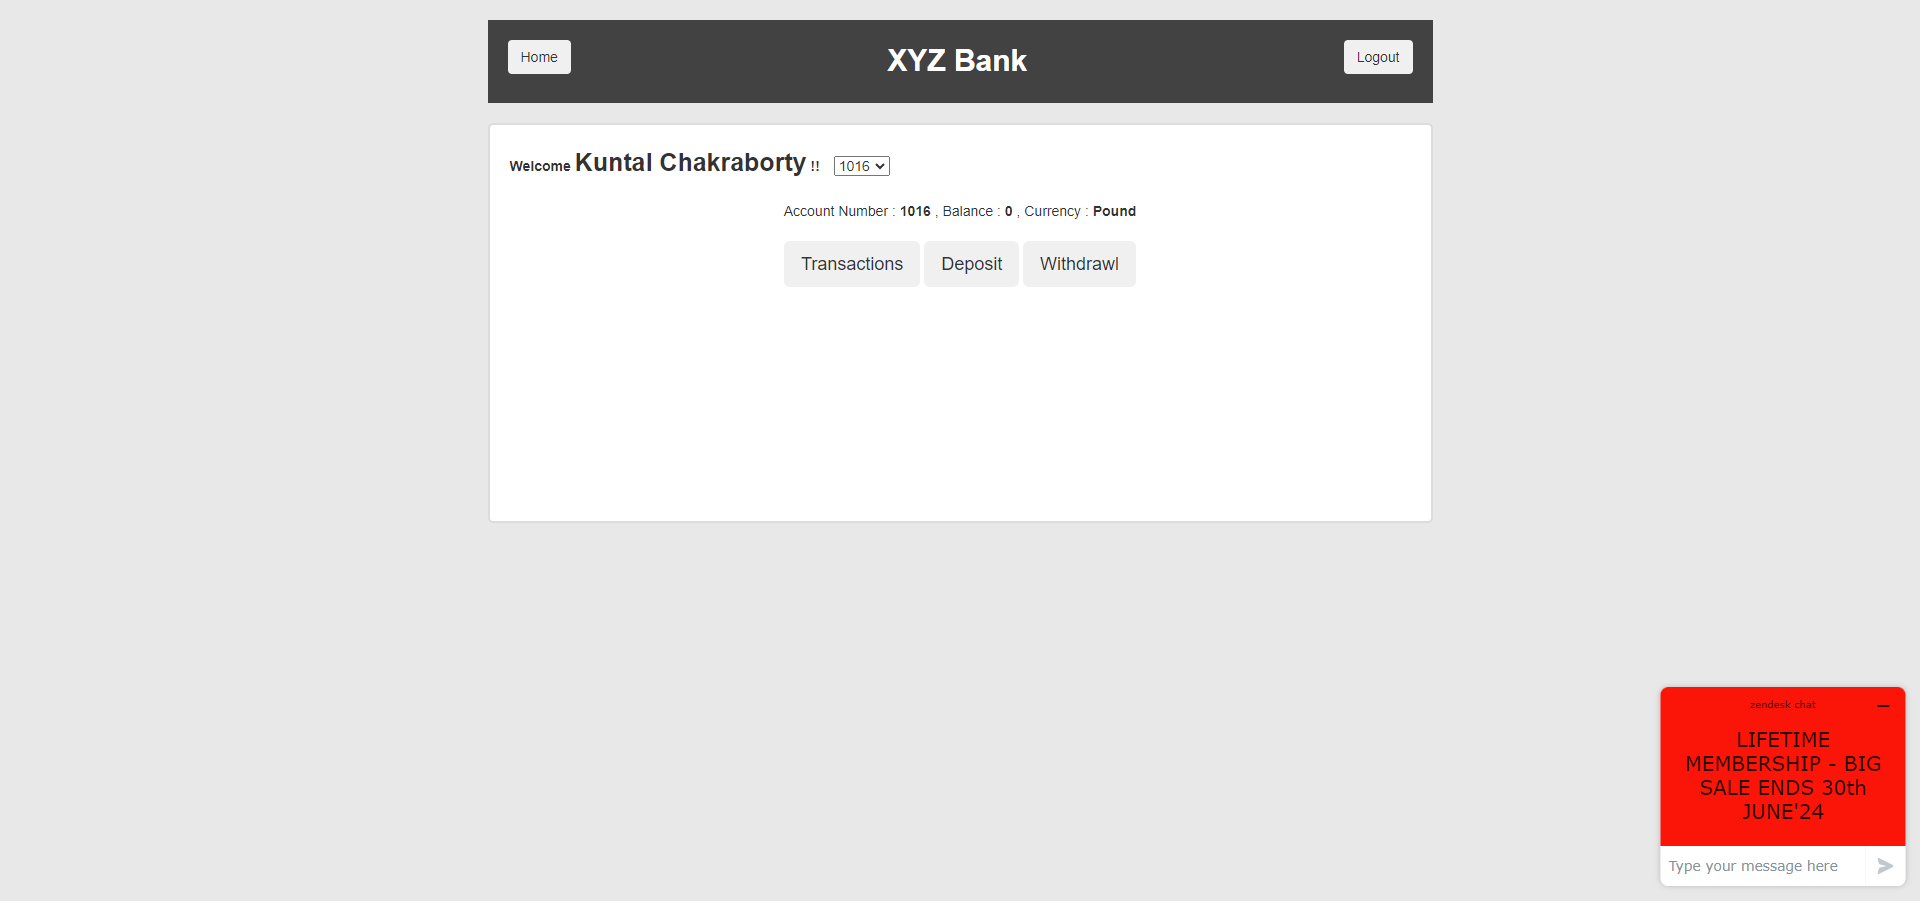 Home
XYZ Bank
Logout
Welcome Kuntal Chakraborty !! 1016
Account Number : 1016 , Balance : 0 , Currency : Pound
Transactions
Deposit
Withdrawl
zendesk chat
LIFETIME
MEMBERSHIP - BIG
SALE ENDS 30th
JUNE'24
Type your message here